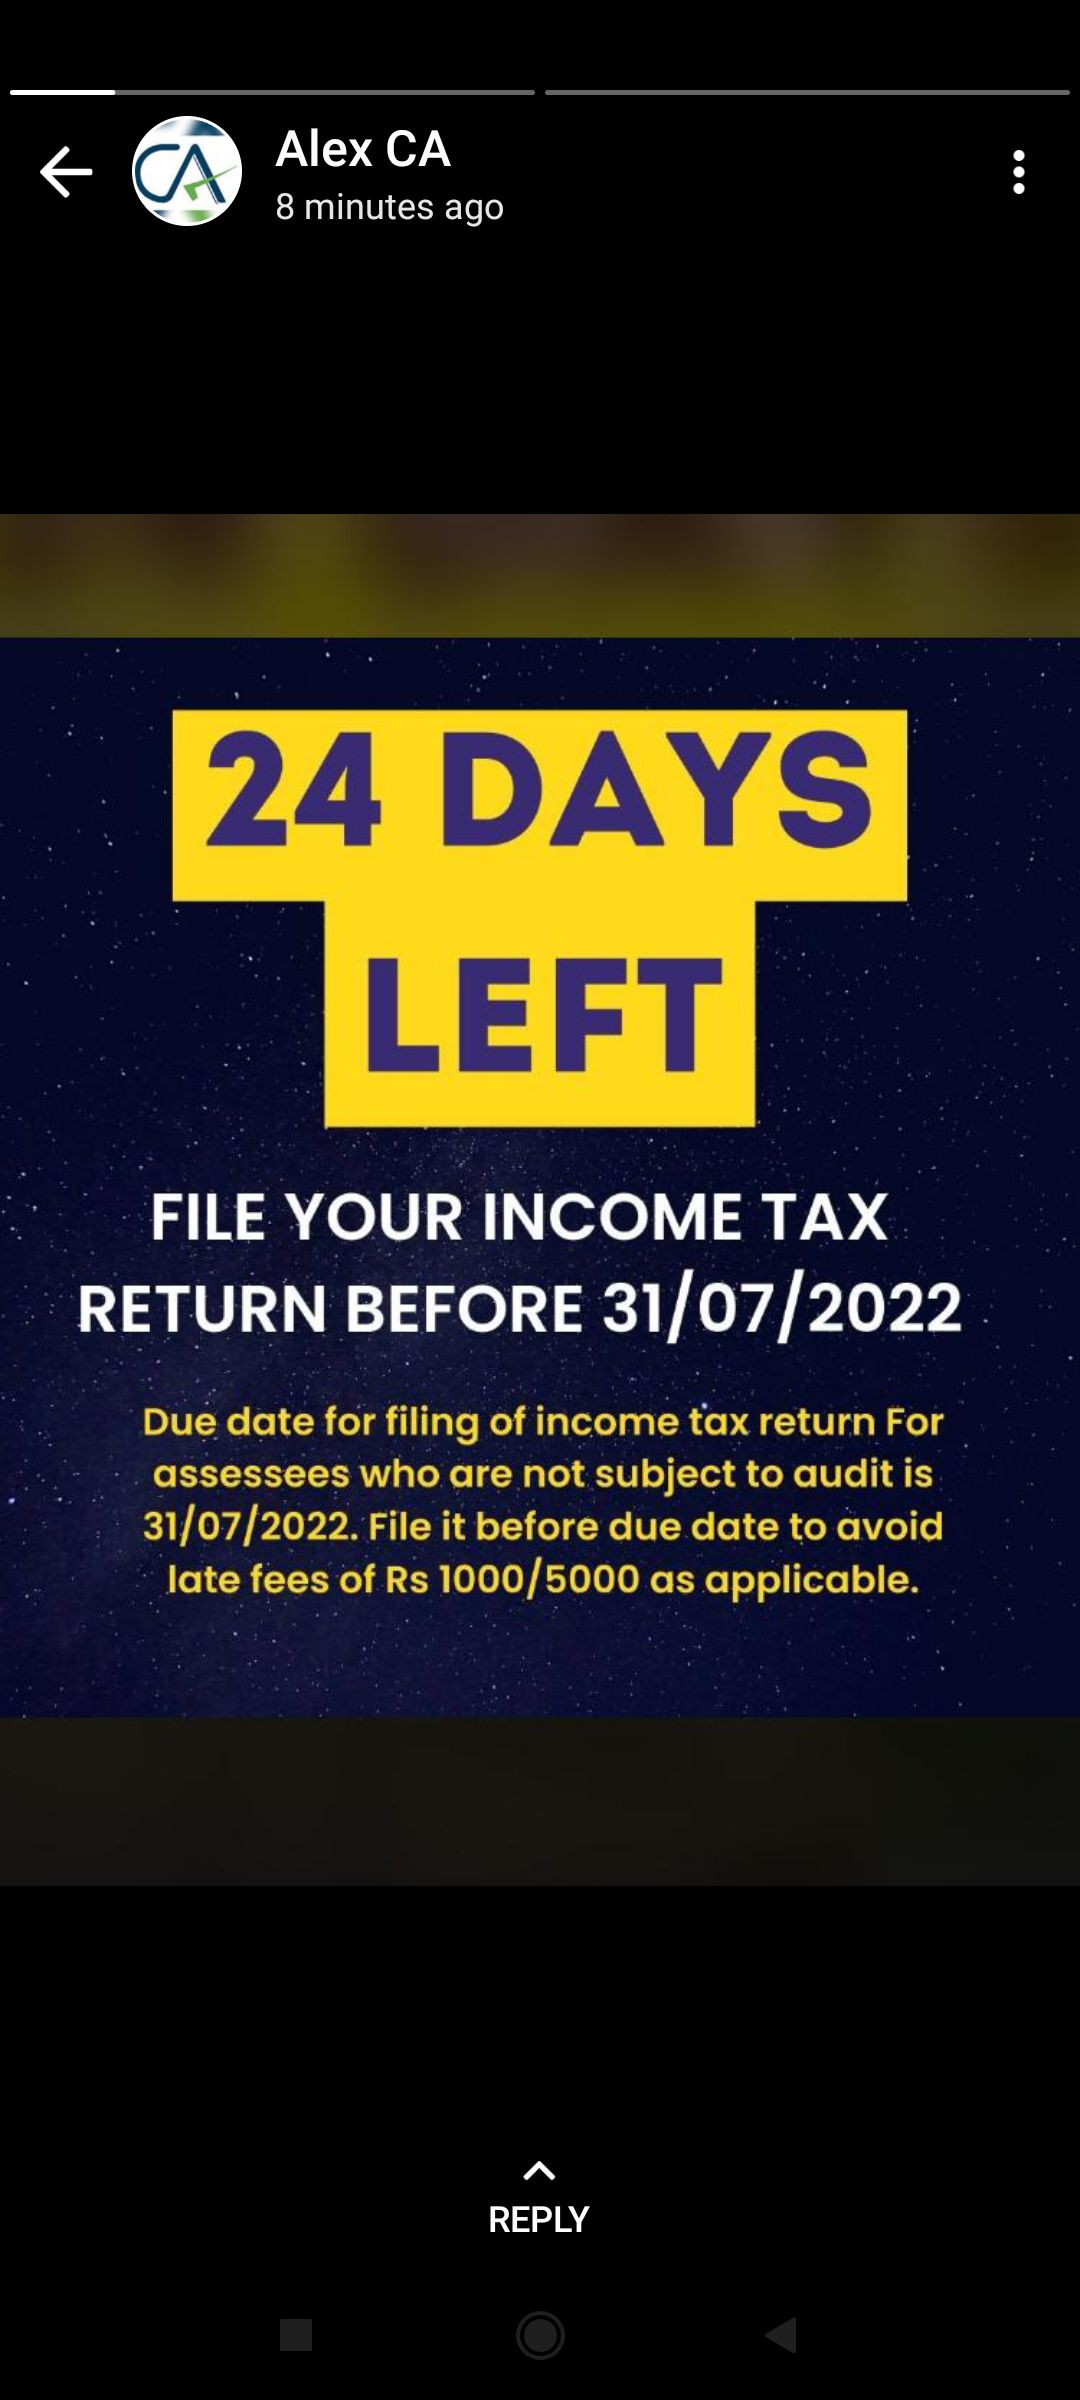 Alex CA
8 minutes ago
24 DAYS
LEFT
FILE YOUR INCOME TAX
RETURN BEFORE 31/07/2022
Due date for filing of income tax return For
assessees who are not subject to audit is
31/07/2022. File it before due date to avoid
late fees of Rs 1000/5000 as applicable.
REPLY